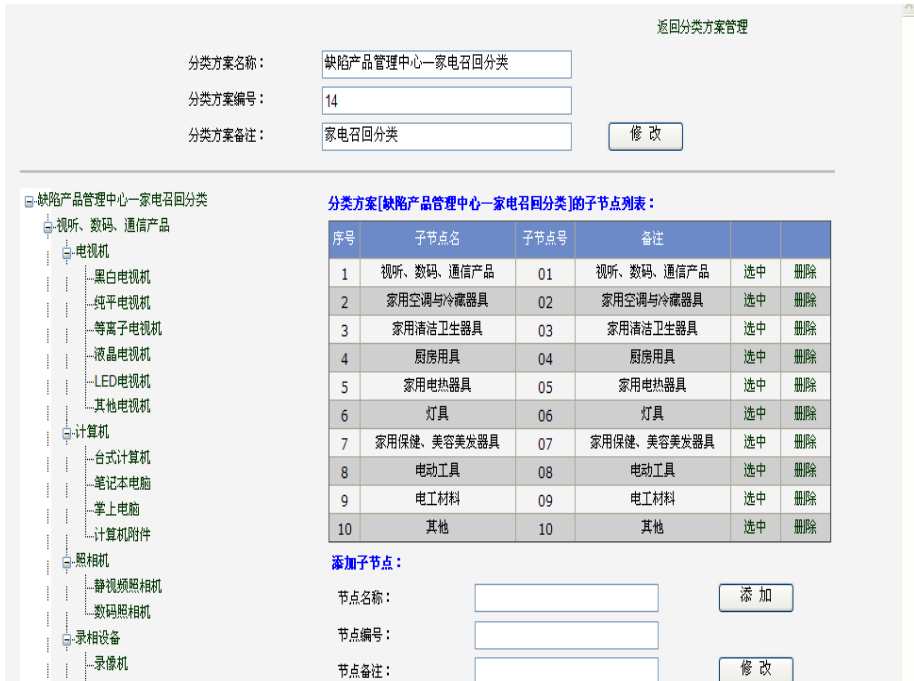 返回分类方案管理
分类方案名称： 缺陷产品管理中心—家电召回分类
分类方案编号： 14
分类方案备注： 家电召回分类 修 改
缺陷产品管理中心—家电召回分类
视听、数码、通信产品
电视机
黑白电视机
纯平电视机
等离子电视机
液晶电视机
LED电视机
其他电视机
计算机
台式计算机
笔记本电脑
掌上电脑
计算机附件
照相机
静视频照相机
数码照相机
录相设备
录像机
分类方案[缺陷产品管理中心—家电召回分类]的子节点列表：
序号 子节点名 子节点号 备注
1 视听、数码、通信产品 01 视听、数码、通信产品 选中 删除
2 家用空调与冷藏器具 02 家用空调与冷藏器具 选中 删除
3 家用清洁卫生器具 03 家用清洁卫生器具 选中 删除
4 厨房用具 04 厨房用具 选中 删除
5 家用电热器具 05 家用电热器具 选中 删除
6 灯具 06 灯具 选中 删除
7 家用保健、美容美发器具 07 家用保健、美容美发器具 选中 删除
8 电动工具 08 电动工具 选中 删除
9 电工材料 09 电工材料 选中 删除
10 其他 10 其他 选中 删除
添加子节点：
节点名称： 添 加
节点编号：
节点备注： 修 改